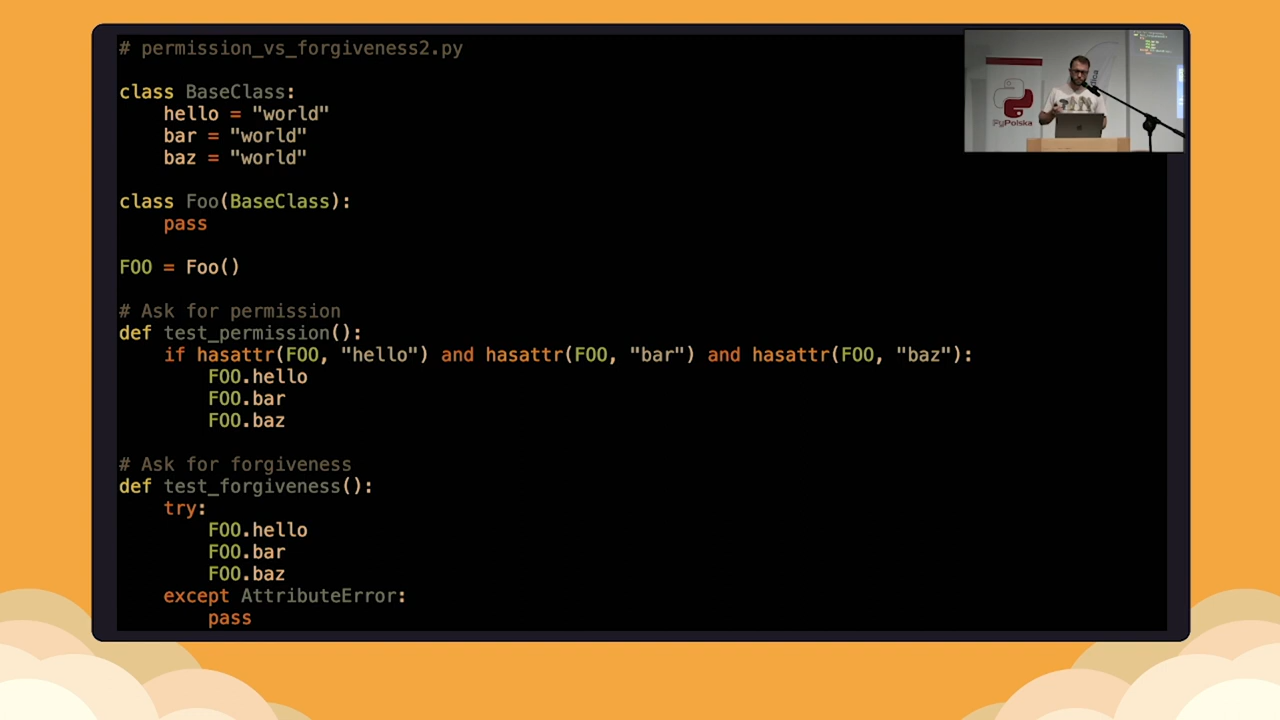 # permission_vs_forgiveness2.py
class BaseClass:
hello = "world"
bar = "world"
baz = "world"
class Foo(BaseClass):
pass
FOO = Foo()
# Ask for permission
def test_permission():
if hasattr(FOO, "hello") and hasattr(FOO, "bar") and hasattr(FOO, "baz"):
FOO.hello
FOO.bar
FOO.baz
# Ask for forgiveness
def test_forgiveness():
try:
FOO.hello
FOO.bar
FOO.baz
except AttributeError:
pass
PyPolska